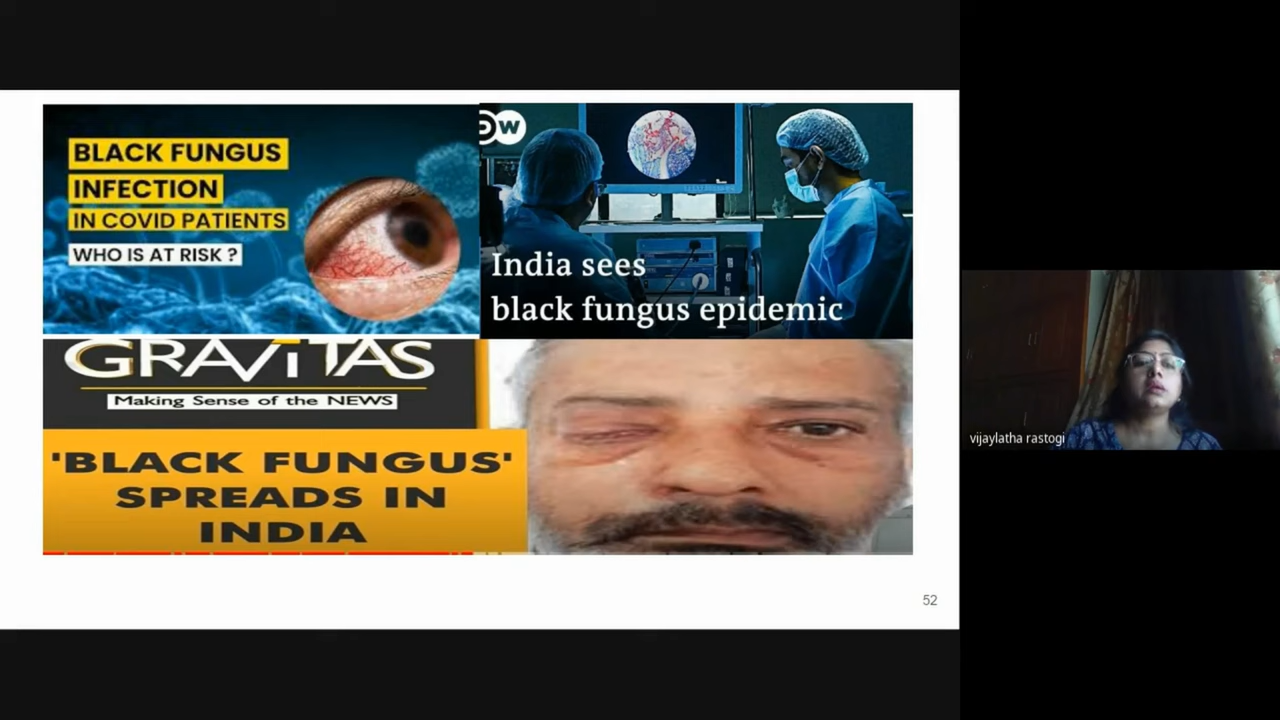 BLACK FUNGUS
INFECTION
IN COVID PATIENTS
WHO IS AT RISK ?
DW
India sees
black fungus epidemic
GRAVITAS
Making Sense of the NEWS
'BLACK FUNGUS'
SPREADS IN
INDIA
52
vijaylatha rastogi